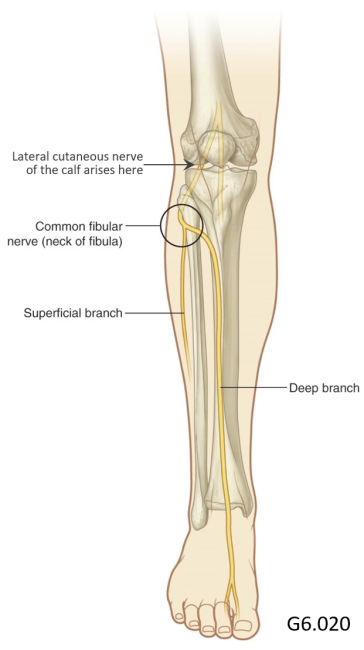 Lateral cutaneous nerve
of the calf arises here
Common fibular
nerve (neck of fibula)
Superficial branch
Deep branch
G6.020